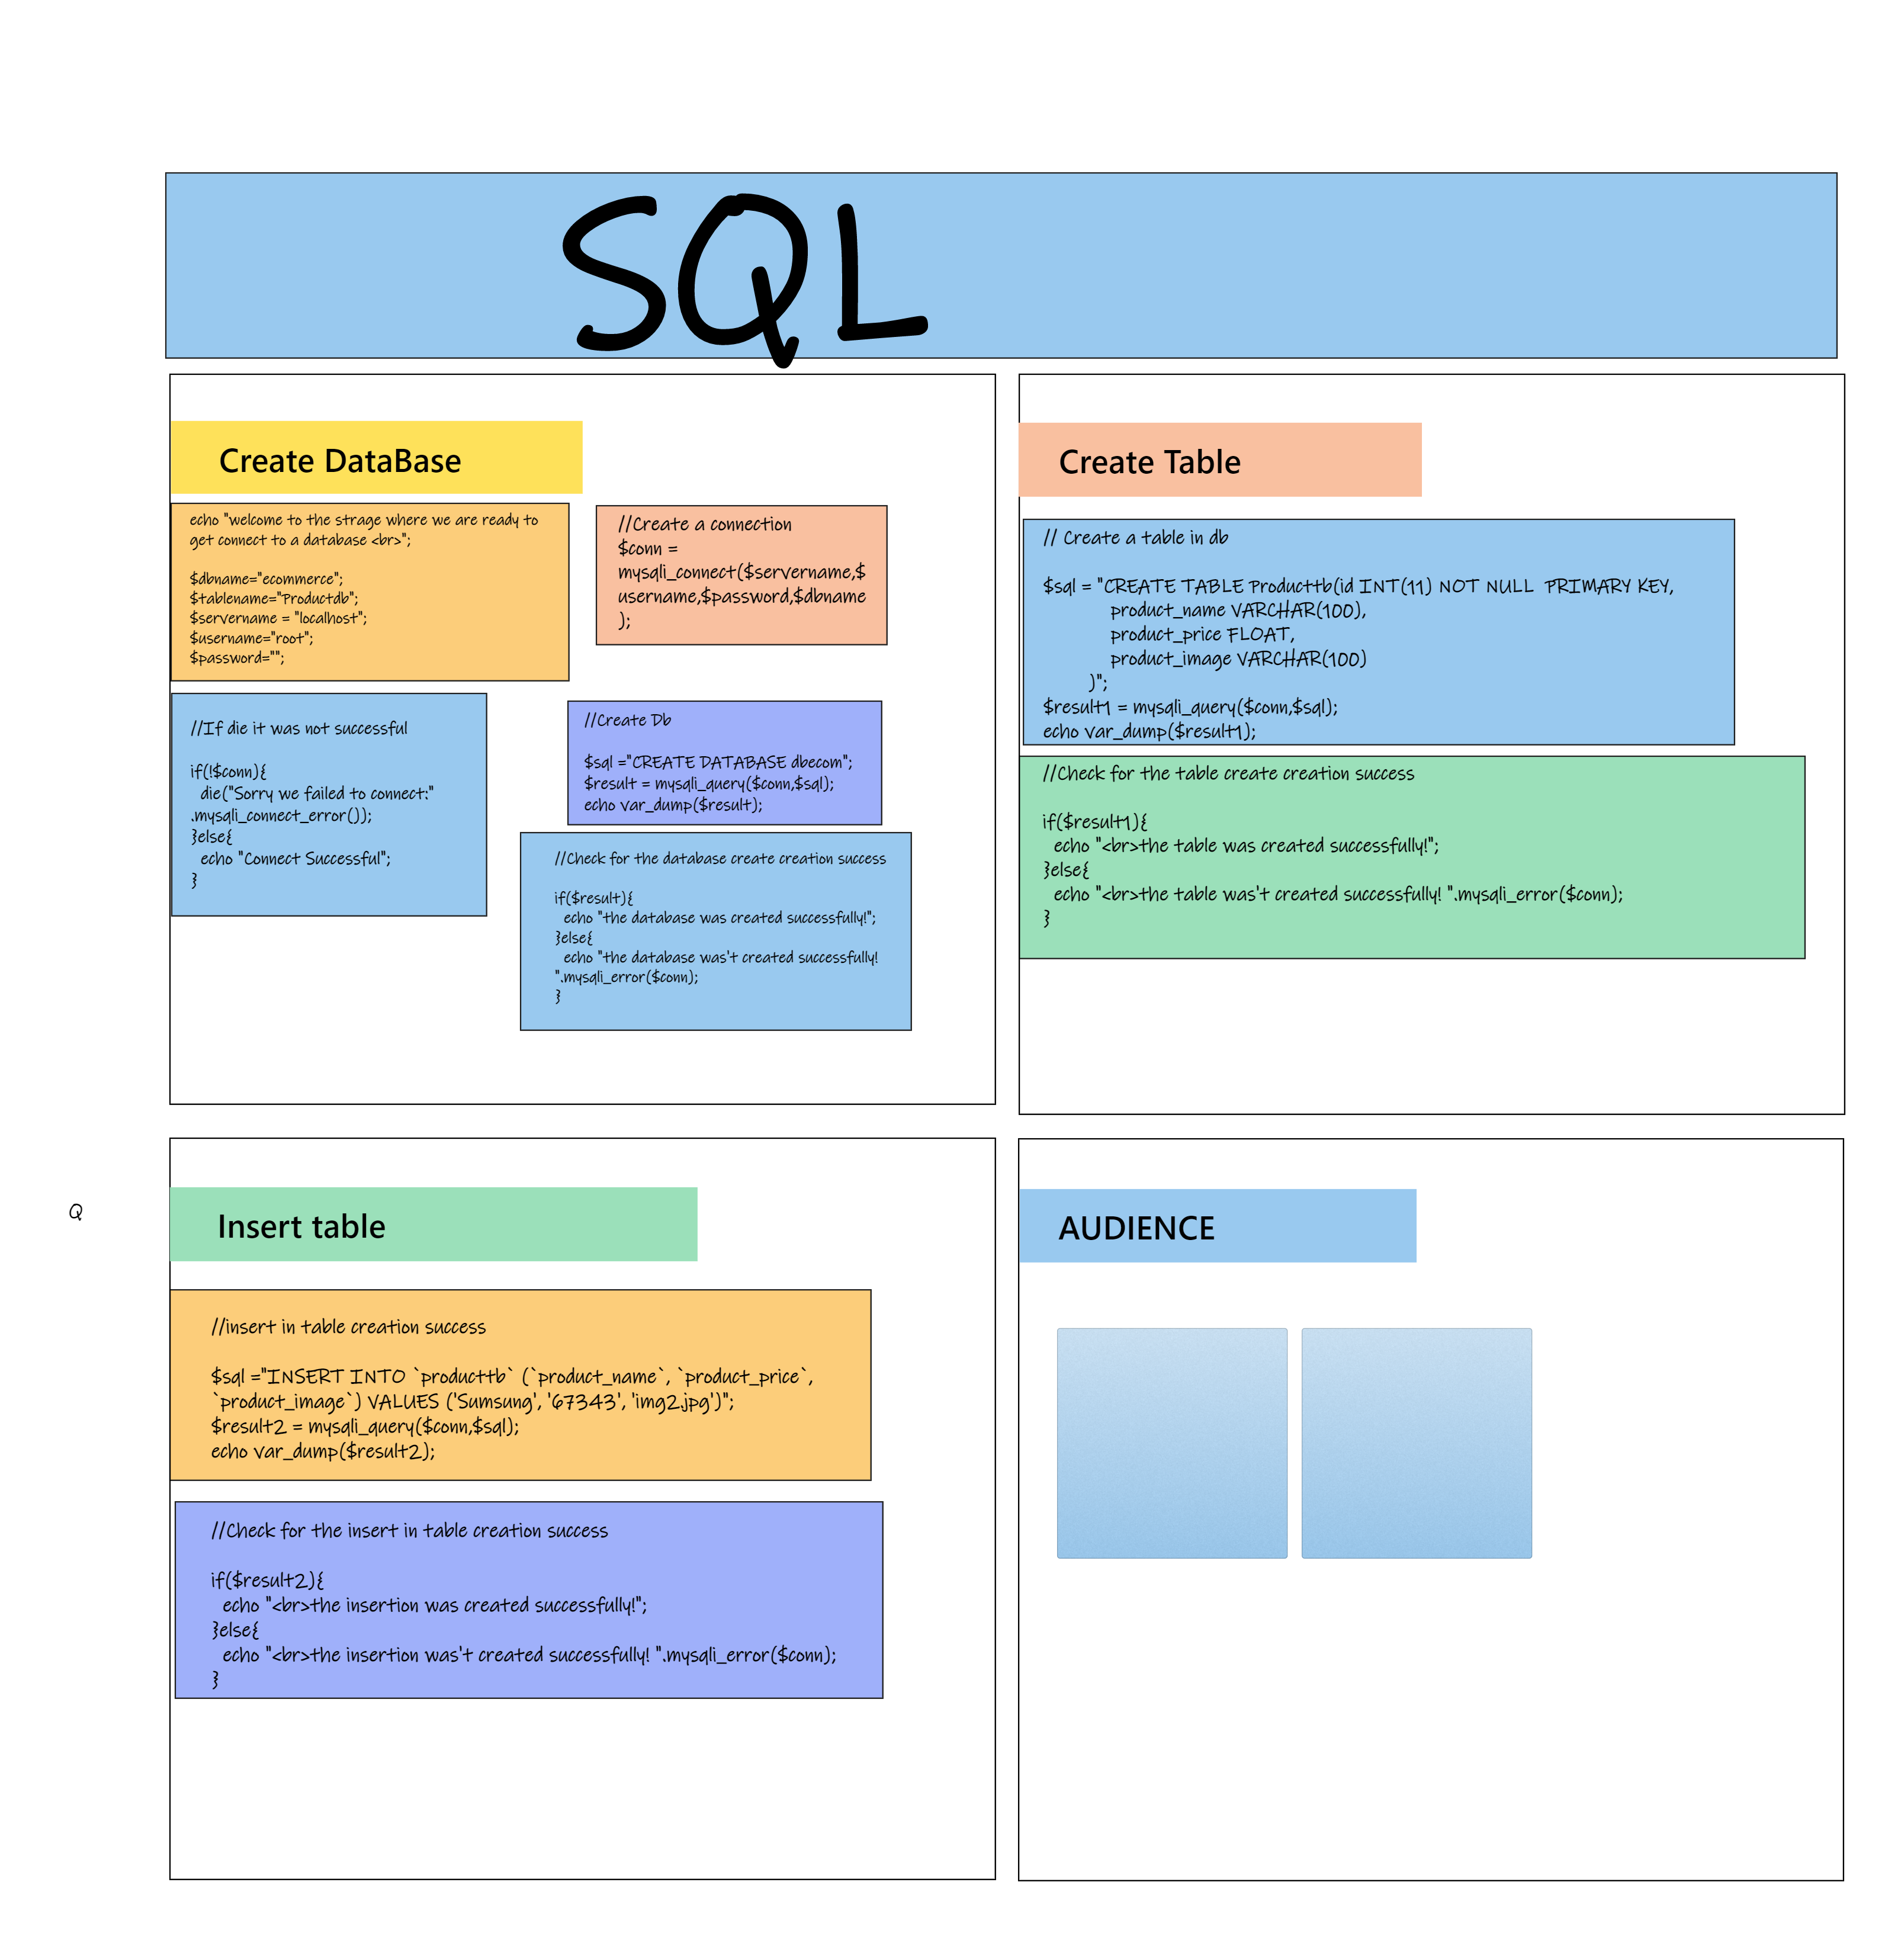 SQL
Create DataBase
echo "welcome to the strage where we are ready to
get connect to a database <br>";
$dbname="ecommerce";
$tablename="Productdb";
$servername = "localhost";
$username="root";
$password="";
//Create a connection
$conn =
mysqli_connect($servername,$
username,$password,$dbname
);
//If die it was not successful
if(!$conn){
die("Sorry we failed to connect:"
.mysqli_connect_error());
}else{
echo "Connect Successful";
}
//Create Db
$sql ="CREATE DATABASE dbecom";
$result = mysqli_query($conn,$sql);
echo var_dump($result);
//Check for the database create creation success
if($result){
echo "the database was created successfully!";
}else{
echo "the database was't created successfully!
".mysqli_error($conn);
}
Create Table
// Create a table in db
$sql = "CREATE TABLE Producttb(id INT(11) NOT NULL  PRIMARY KEY,
product_name VARCHAR(100),
product_price FLOAT,
product_image VARCHAR(100)
)";
$result1 = mysqli_query($conn,$sql);
echo var_dump($result1);
//Check for the table create creation success
if($result1){
echo "<br>the table was created successfully!";
}else{
echo "<br>the table was't created successfully! ".mysqli_error($conn);
}
Q
Insert table
//insert in table creation success
$sql ="INSERT INTO `producttb` (`product_name`, `product_price`,
`product_image`) VALUES ('Sumsung', '67343', 'img2.jpg')";
$result2 = mysqli_query($conn,$sql);
echo var_dump($result2);
//Check for the insert in table creation success
if($result2){
echo "<br>the insertion was created successfully!";
}else{
echo "<br>the insertion was't created successfully! ".mysqli_error($conn);
}
AUDIENCE